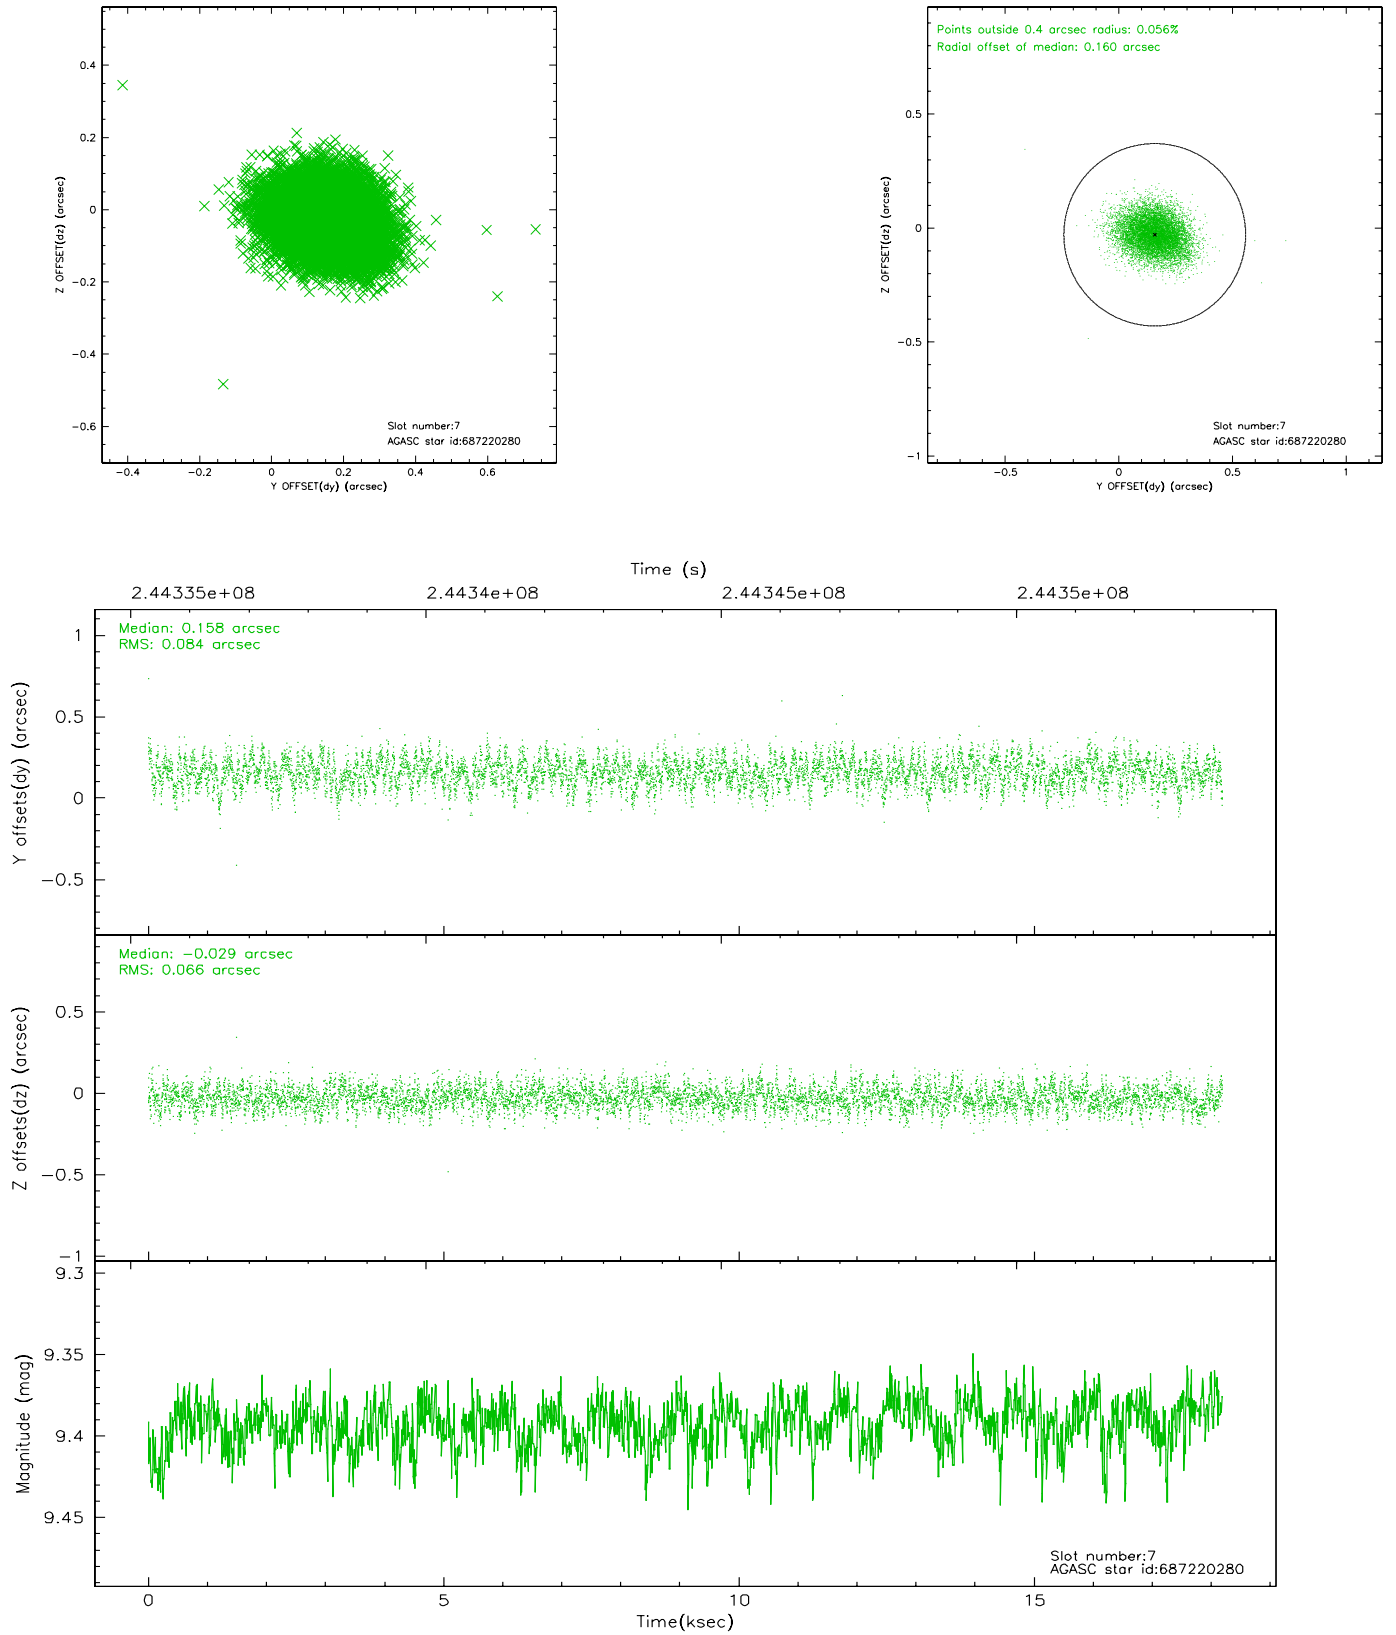 0.4
0.2
0
−0.2
−0.4
−0.6
Z OFFSET(dz) (arcsec)
Slot number:7
AGASC star id:687220280
−0.4 −0.2 0 0.2 0.4 0.6
Y OFFSET(dy) (arcsec)
Points outside 0.4 arcsec radius: 0.056%
Radial offset of median: 0.160 arcsec
0.5
0
−0.5
−1
Z OFFSET(dz) (arcsec)
Slot number:7
AGASC star id:687220280
−0.5 0 0.5 1
Y OFFSET(dy) (arcsec)
Time (s)
2.44335e+08 2.4434e+08 2.44345e+08 2.4435e+08
Median: 0.158 arcsec
RMS: 0.084 arcsec
1
0.5
0
−0.5
Y offsets(dy) (arcsec)
Median: −0.029 arcsec
RMS: 0.066 arcsec
0.5
0
−0.5
−1
Z offsets(dz) (arcsec)
9.3
9.35
9.4
9.45
Magnitude (mag)
Slot number:7
AGASC star id:687220280
0 5 10 15
Time(ksec)